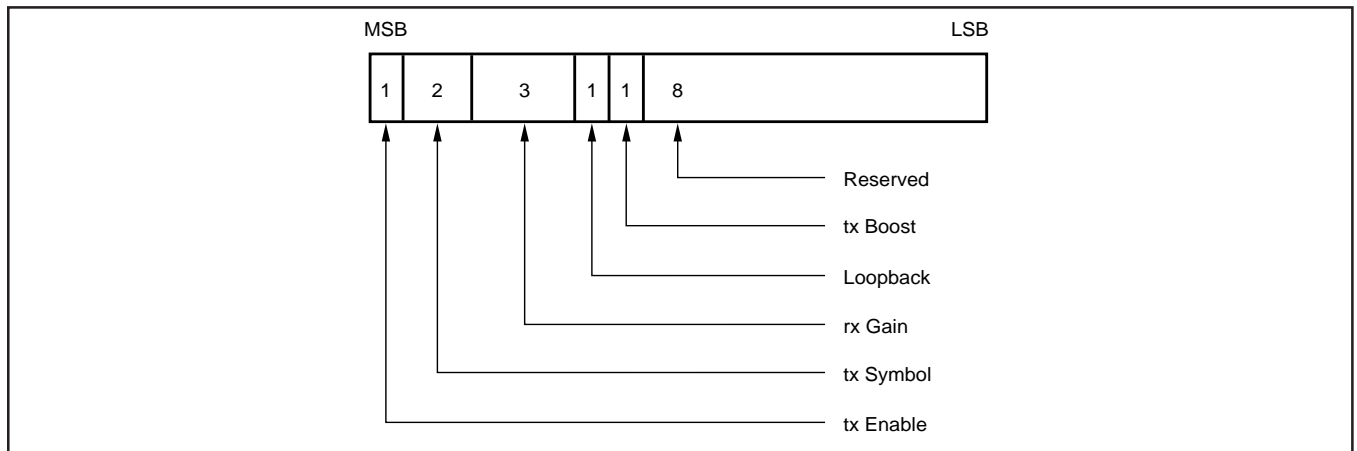 MSB LSB
1 2 3 1 1 8
Reserved
tx Boost
Loopback
rx Gain
tx Symbol
tx Enable